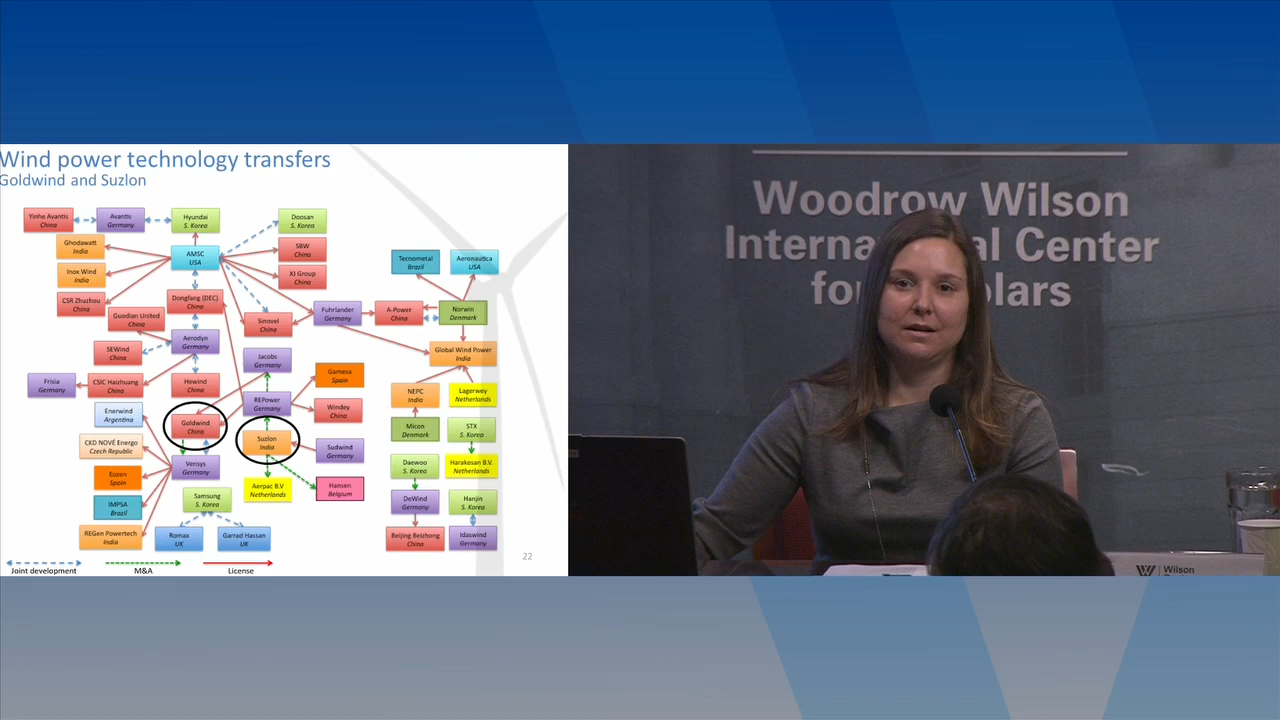 Wind power technology transfers
Goldwind and Suzlon
Yinhe Avantis
China
Avantis
Germany
Hyundai
S. Korea
Doosan
S. Korea
Ghodawatt
India
AMSC
USA
SBW
China
Tecnometal
Brazil
Aeronautica
USA
Inox Wind
India
XJ Group
China
CSR Zhuzhou
China
Dongfang (DEC)
China
Guodian United
China
Sinovel
China
Fuhrlander
Germany
A-Power
China
Norwin
Denmark
SEWind
China
Aerodyn
Germany
Jacobs
Germany
Global Wind Power
India
Frisia
Germany
CSIC Haizhuang
China
Hewind
China
Gamesa
Spain
REPower
Germany
NEPC
India
Lagerwey
Netherlands
Enerwind
Argentina
Goldwind
China
Windey
China
Suzlon
India
Micon
Denmark
STX
S. Korea
CKD NOVÉ Energo
Czech Republic
Sudwind
Germany
Vensys
Germany
Daewoo
S. Korea
Harakosan B.V.
Netherlands
Eozen
Spain
Aerpac B.V
Netherlands
Hansen
Belgium
IMPSA
Brazil
Samsung
S. Korea
DeWind
Germany
Hanjin
S. Korea
REGen Powertech
India
Romax
UK
Garrad Hassan
UK
Beijing Beizhong
China
Idaswind
Germany
22
Joint development
M&A
License
Woodrow Wilson
International Center
for Scholars
Wilson